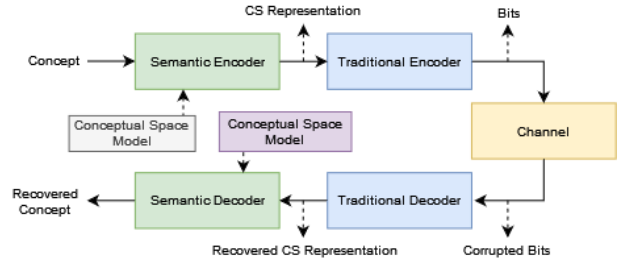 CS Representation
Bits
Concept
Semantic Encoder
Traditional Encoder
Conceptual Space
Model
Conceptual Space
Model
Channel
Recovered
Concept
Semantic Decoder
Traditional Decoder
Recovered CS Representation
Corrupted Bits